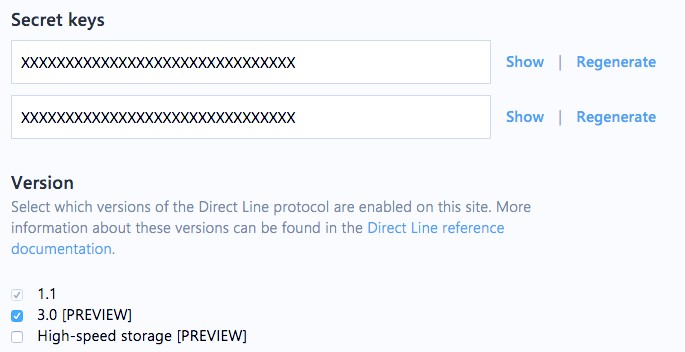 Secret keys
XXXXXXXXXXXXXXXXXXXXXXXXXXXXXXX Show | Regenerate
XXXXXXXXXXXXXXXXXXXXXXXXXXXXXXX Show | Regenerate
Version
Select which versions of the Direct Line protocol are enabled on this site. More
information about these versions can be found in the Direct Line reference
documentation.
1.1
3.0 [PREVIEW]
High-speed storage [PREVIEW]